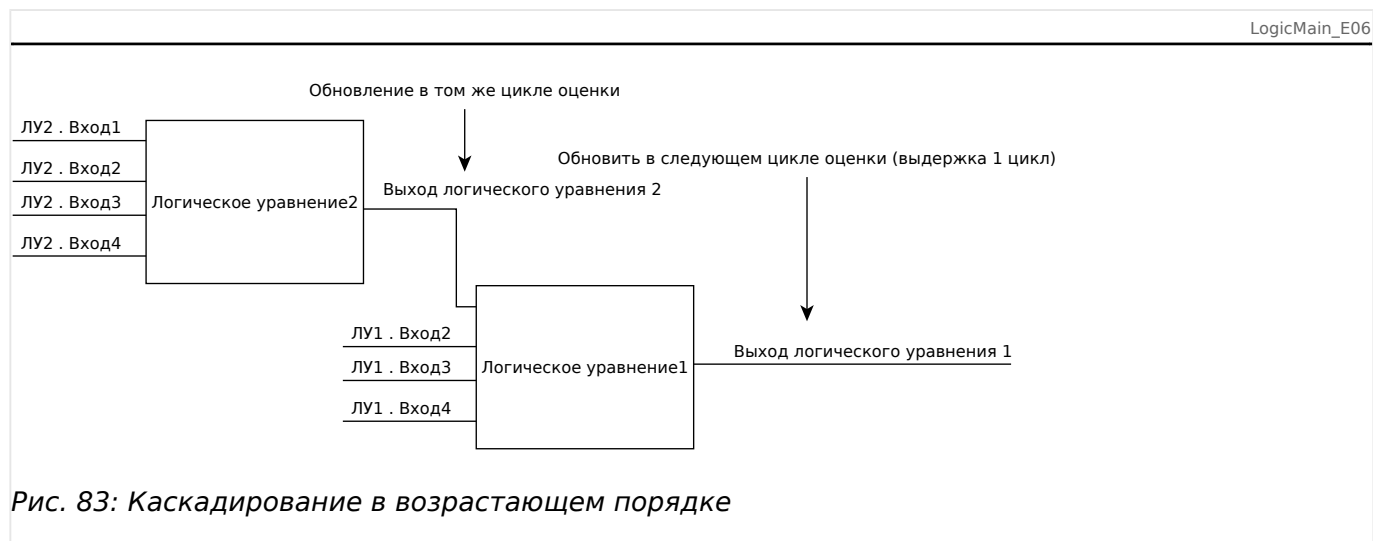 LogicMain_E06
Обновление в том же цикле оценки
ЛУ2 . Вход1
Обновить в следующем цикле оценки (выдержка 1 цикл)
ЛУ2 . Вход2
Выход логического уравнения 2
ЛУ2 . Вход3
Логическое уравнение2
ЛУ2 . Вход4
ЛУ1 . Вход2
Выход логического уравнения 1
ЛУ1 . Вход3
Логическое уравнение1
ЛУ1 . Вход4
Рис. 83: Каскадирование в возрастающем порядке